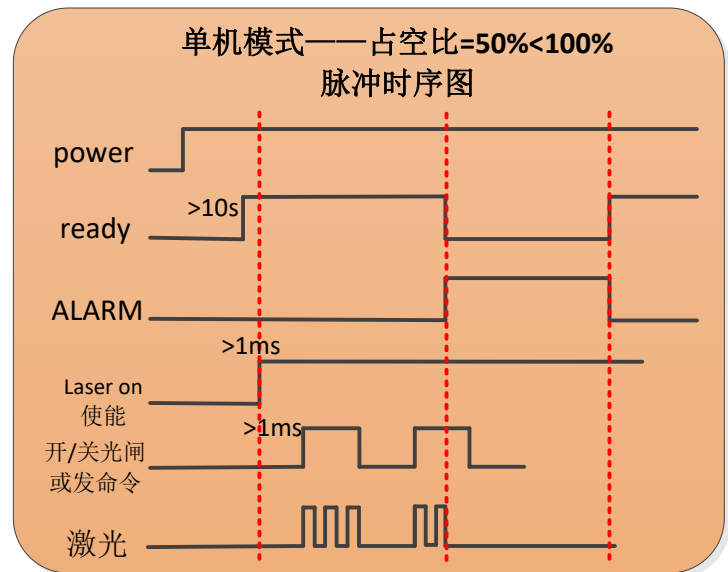 单机模式——占空比=50%<100%
脉冲时序图
power
>10s
ready
ALARM
>1ms
Laser on
使能
>1ms
开/关光闸
或发命令
激光